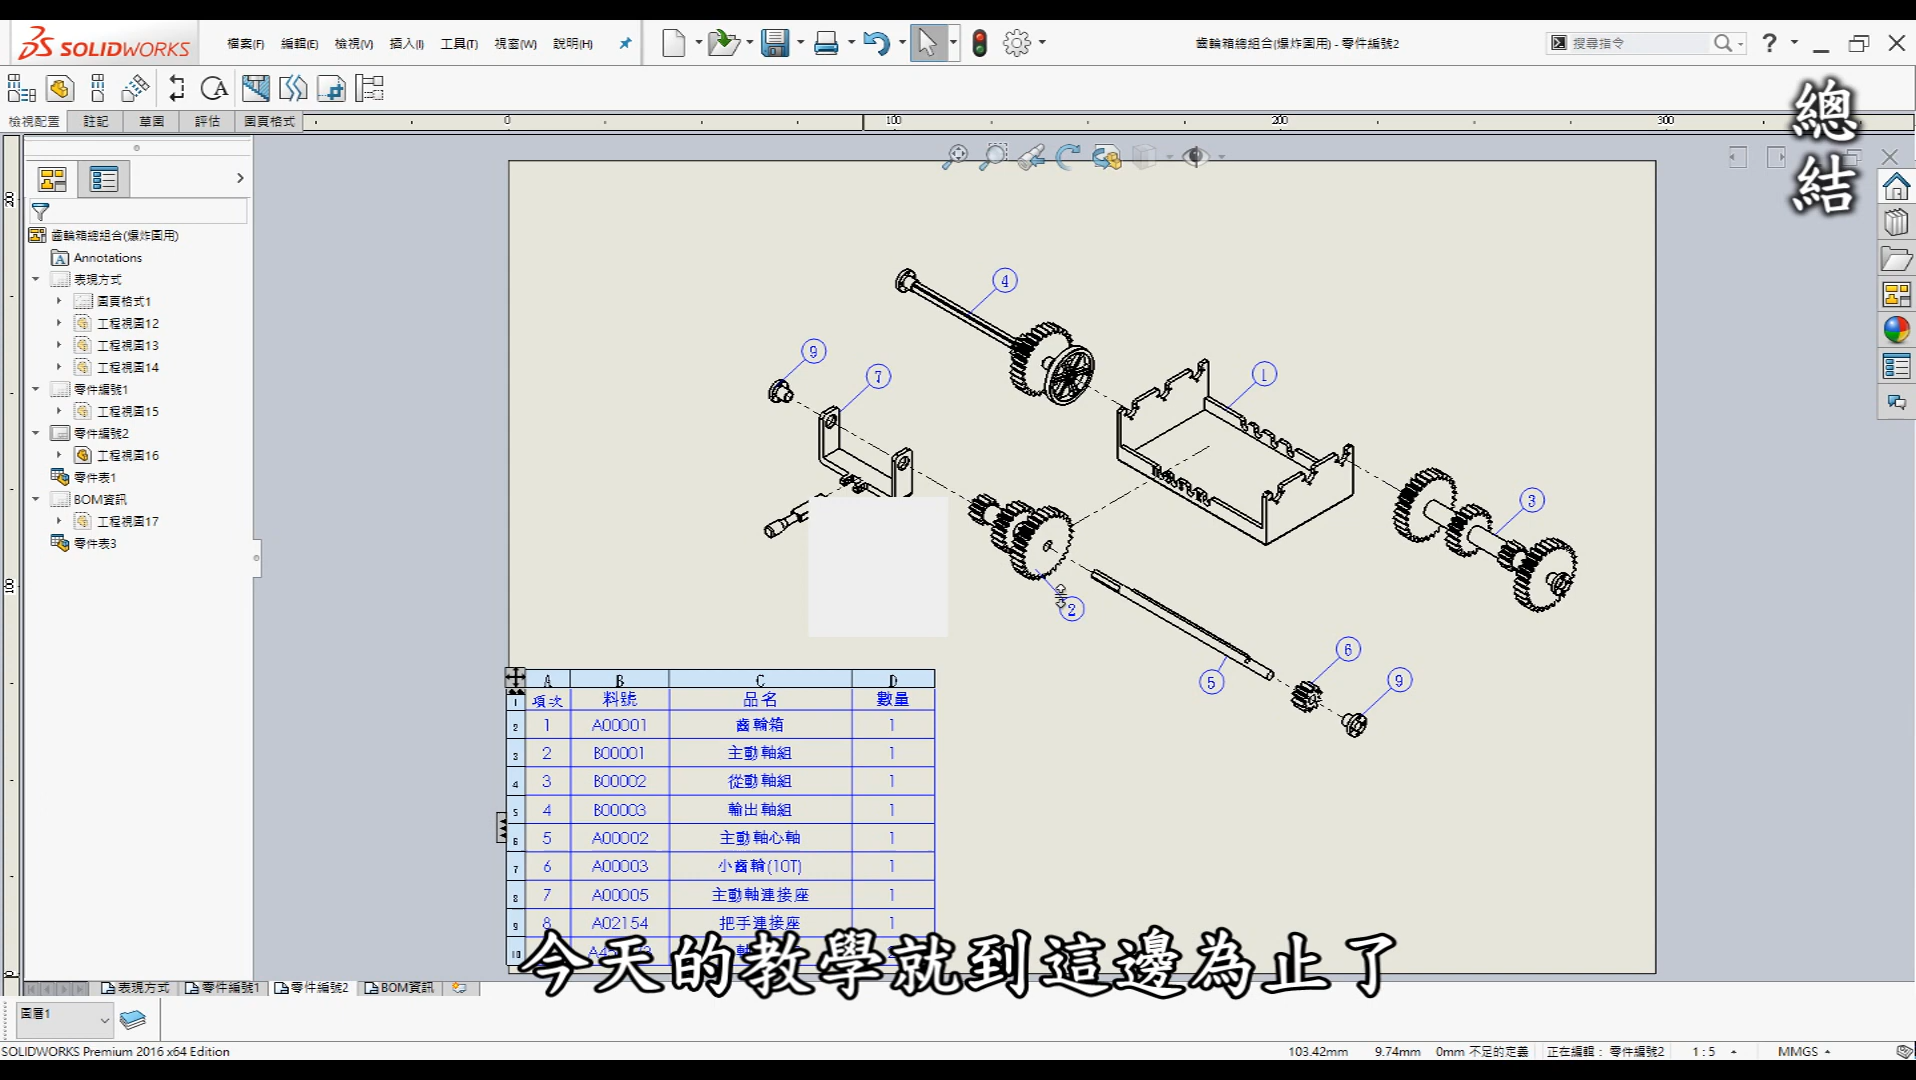 SOLIDWORKS 檔案(F) 編輯(E) 檢視(V) 插入(I) 工具(T) 視窗(W) 說明(H) 齒輪箱總組合(爆炸圖用) - 零件編號2 搜尋指令 ?
總結
檢視配置 註記 草圖 評估 圖頁格式
0 100 200 300
200
100
0
齒輪箱總組合(爆炸圖用)
Annotations
表現方式
圖頁格式1
工程視圖12
工程視圖13
工程視圖14
零件編號1
工程視圖15
零件編號2
工程視圖16
零件表1
BOM資訊
工程視圖17
零件表3
4
9
7
1
3
2
6
5
9
A B C D
1 項次 料號 品名 數量
2 1 A00001 齒輪箱 1
3 2 B00001 主動軸組 1
4 3 B00002 從動軸組 1
5 4 B00003 輸出軸組 1
6 5 A00002 主動軸心軸 1
7 6 A00003 小齒輪(10T) 1
8 7 A00005 主動軸連接座 1
9 8 A02154 把手連接座 1
10
今天的教學就到這邊為止了
表現方式 零件編號1 零件編號2 BOM資訊
圖層1
SOLIDWORKS Premium 2016 x64 Edition 103.42mm 9.74mm 0mm 不足的定義 正在編輯： 零件編號2 1 : 5 MMGS